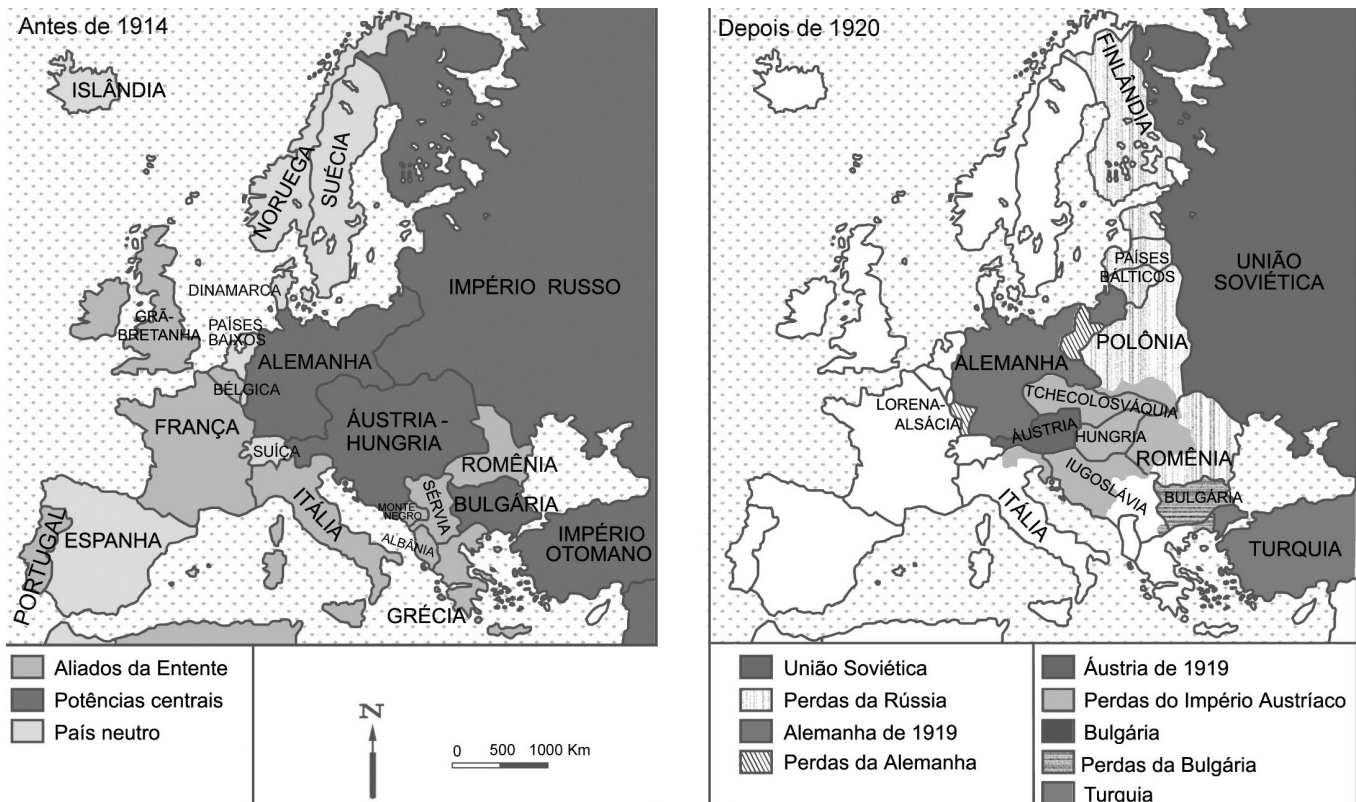 Antes de 1914
ISLÂNDIA
NORUEGA
SUÉCIA
IMPÉRIO RUSSO
DINAMARCA
GRÃ-
BRETANHA
PAÍSES
BAIXOS
ALEMANHA
BÉLGICA
FRANÇA
ÁUSTRIA -
HUNGRIA
SUÍÇA
ROMÊNIA
SÉRVIA
BULGÁRIA
MONTE
NEGRO
ITÁLIA
ALBÂNIA
IMPÉRIO
OTOMANO
PORTUGAL
ESPANHA
GRÉCIA
Aliados da Entente
Potências centrais
País neutro
N
0 500 1000 Km
Depois de 1920
FINLÂNDIA
UNIÃO
SOVIÉTICA
PAÍSES
BÁLTICOS
POLÔNIA
ALEMANHA
TCHECOLOSVÁQUIA
LORENA-
ALSÁCIA
ÁUSTRIA
HUNGRIA
ROMÊNIA
IUGOSLÁVIA
BULGÁRIA
ITÁLIA
TURQUIA
União Soviética
Perdas da Rússia
Alemanha de 1919
Perdas da Alemanha
Áustria de 1919
Perdas do Império Austríaco
Bulgária
Perdas da Bulgária
Turquia